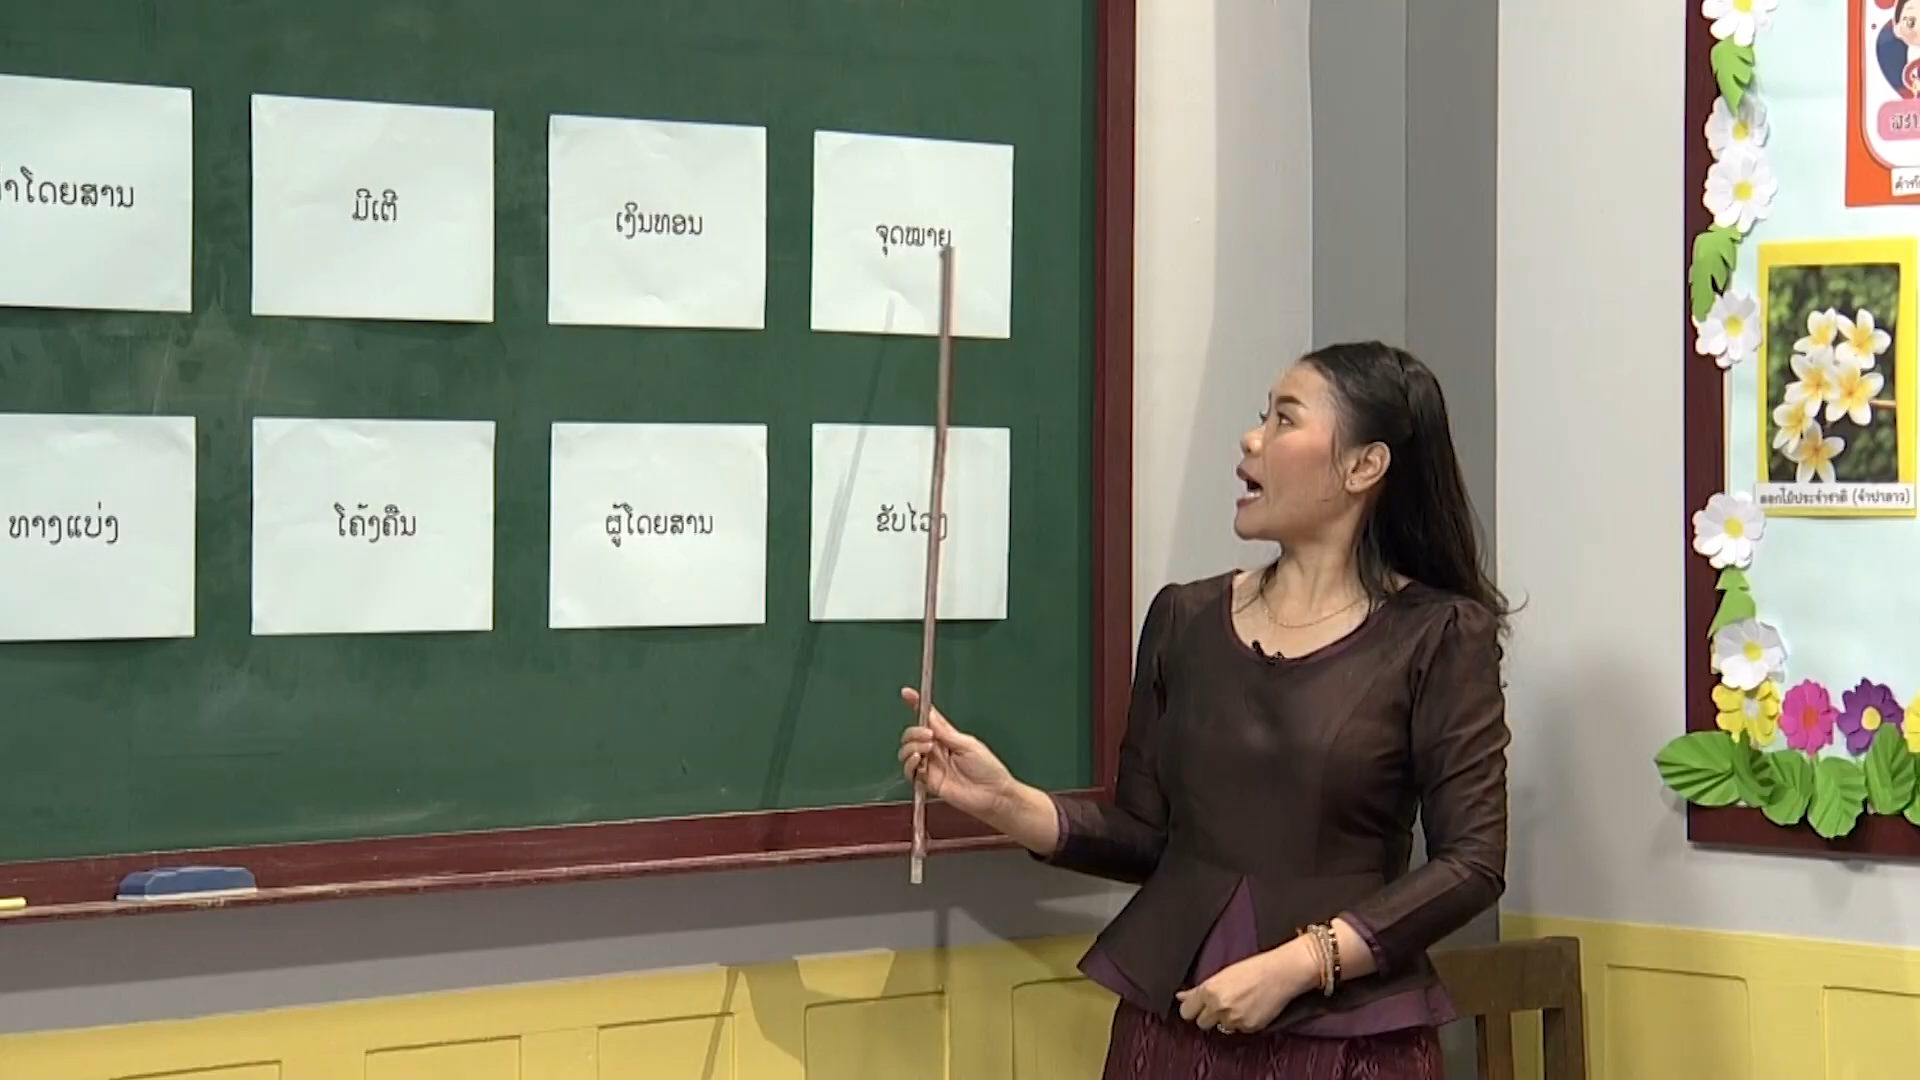 ໂດຍສານ
ມີເຕີ
ເງິນທອນ
ຈຸດໝາຍ
ທາງແບ່ງ
ໂຄ້ງຄືນ
ຜູ້ໂດຍສານ
ຂັບໄວ
ດອກໄມ້ປະຈຳຊາດ (ຈຳປາລາວ)